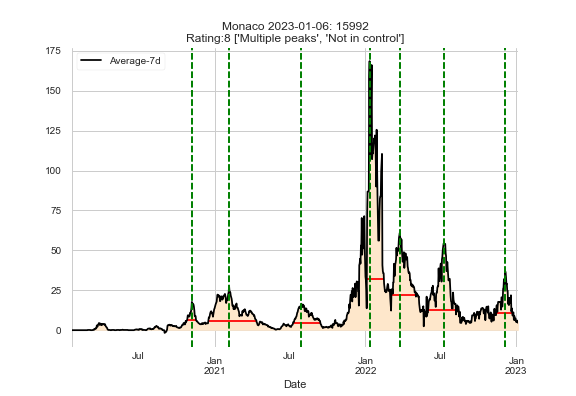 Monaco 2023-01-06: 15992
Rating:8 ['Multiple peaks', 'Not in control']
Average-7d
175
150
125
100
75
50
25
0
Jul
Jan
2021
Jul
Jan
2022
Jul
Jan
2023
Date